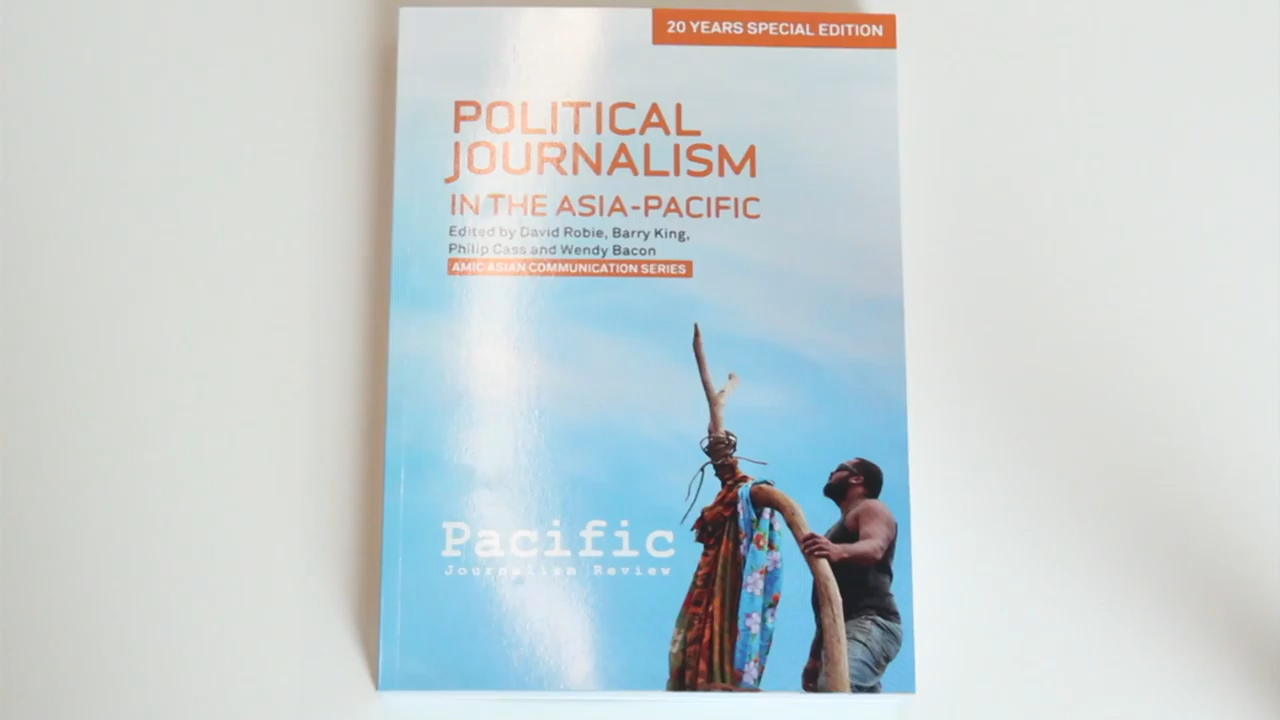 20 YEARS SPECIAL EDITION
POLITICAL
JOURNALISM
IN THE ASIA-PACIFIC
Edited by David Robie, Barry King,
Philip Cass and Wendy Bacon
AMIC ASIAN COMMUNICATION SERIES
Pacific
Journalism Review